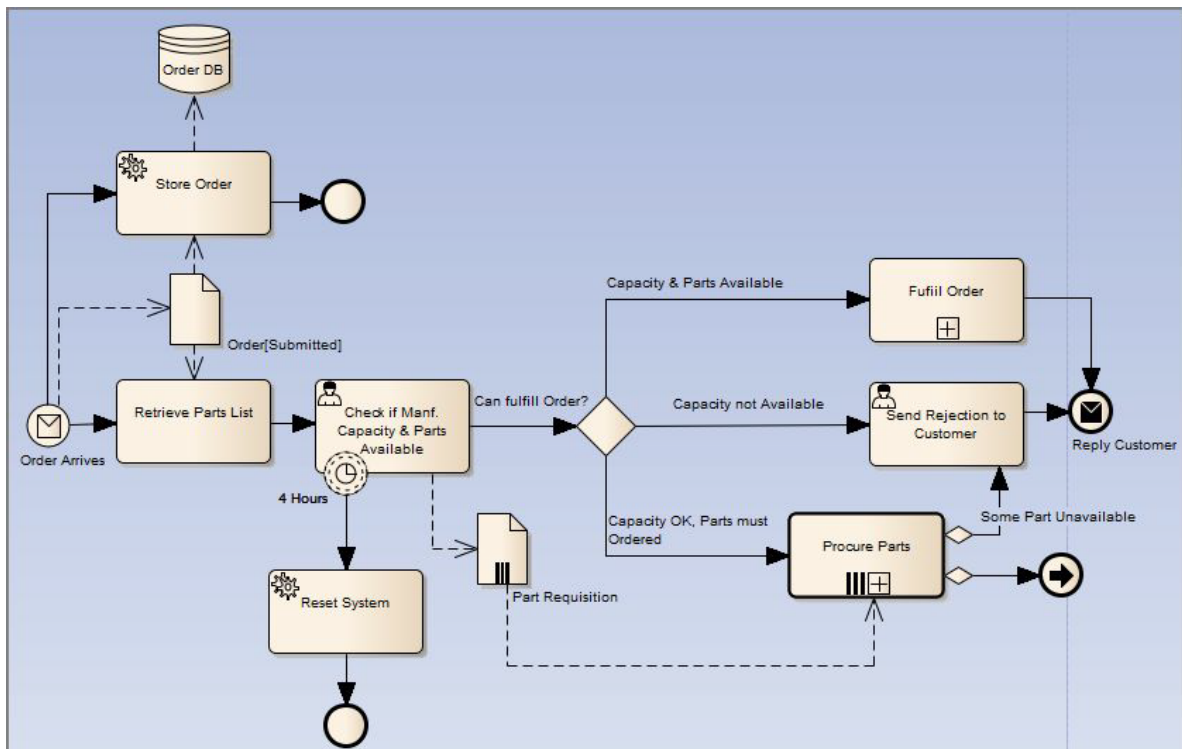 Order DB
Store Order
Order[Submitted]
Capacity & Parts Available
Fufiil Order
Order Arrives
Retrieve Parts List
Check if Manf.
Capacity & Parts
Available
Can fulfill Order?
Capacity not Available
Send Rejection to
Customer
Reply Customer
4 Hours
Capacity OK, Parts must
Ordered
Procure Parts
Some Part Unavailable
Part Requisition
Reset System